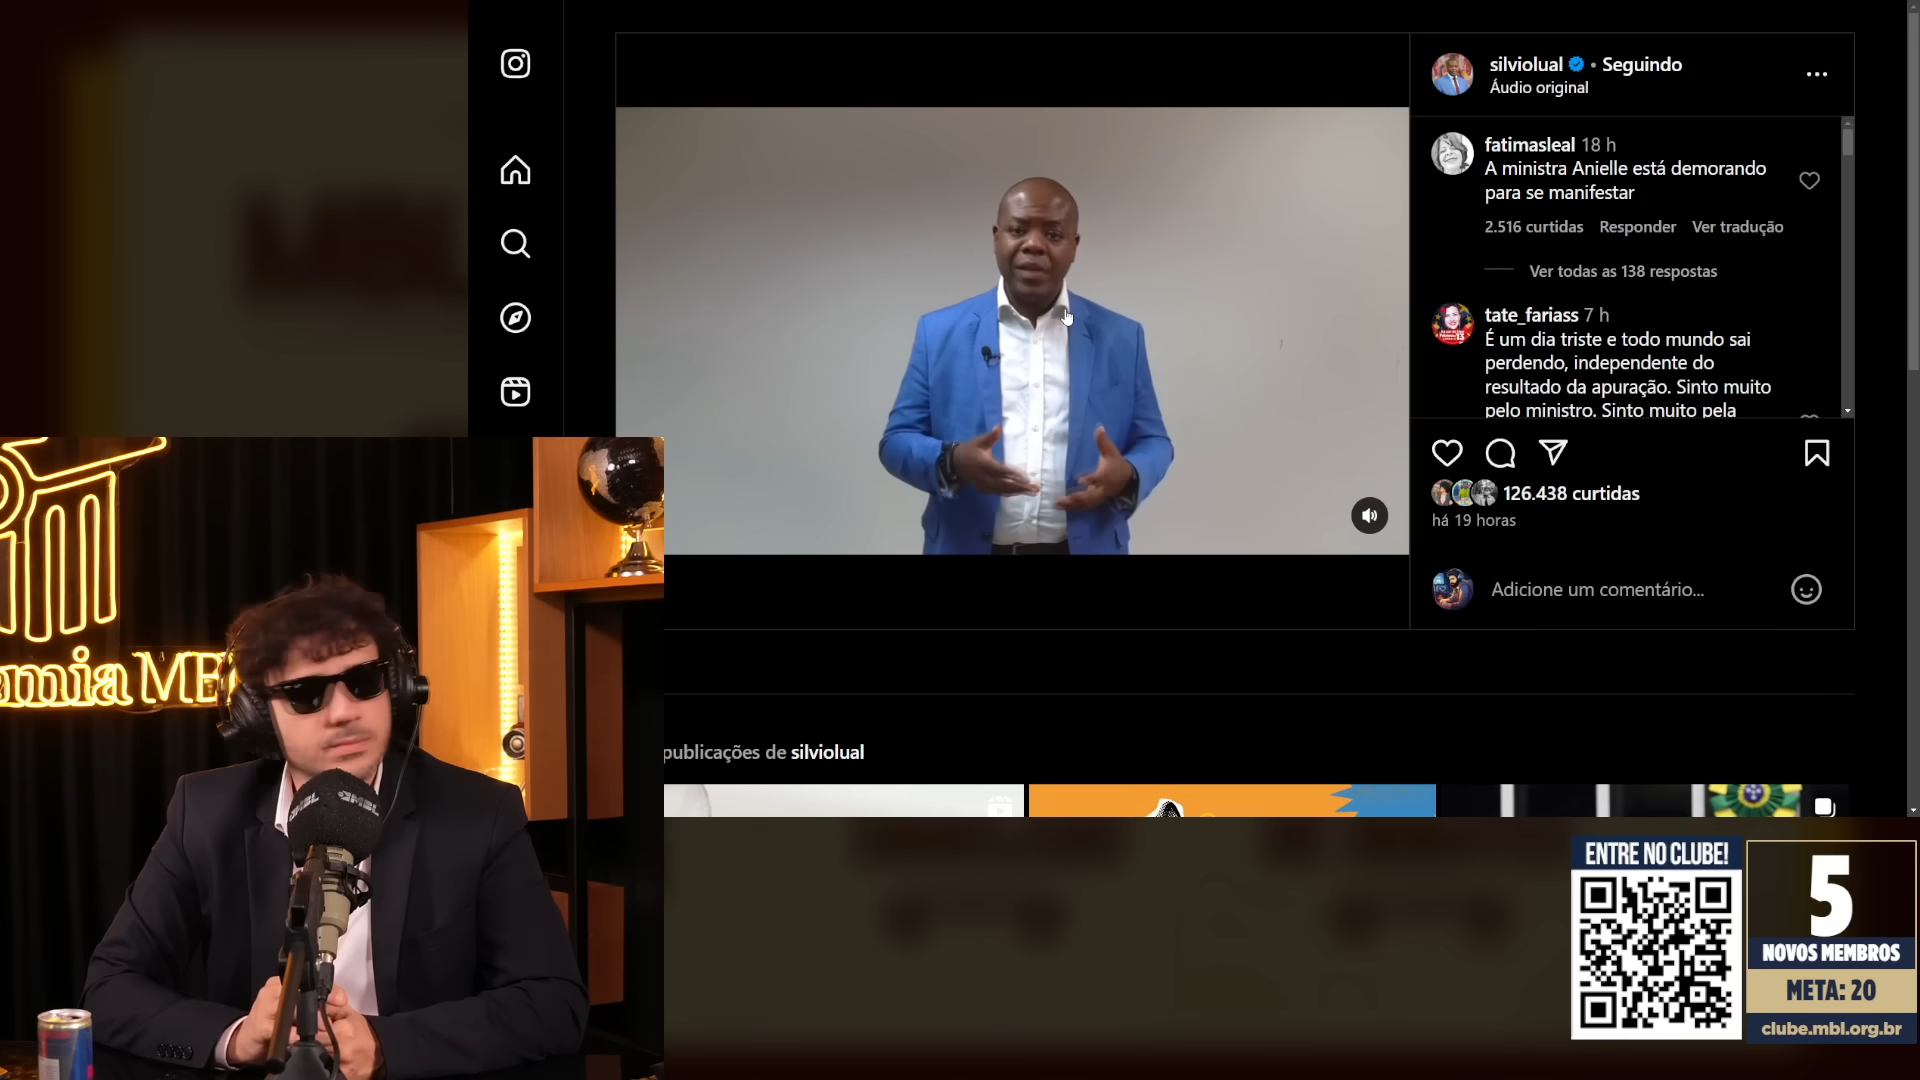 silviolual • Seguindo
Áudio original
fatimasleal 18 h
A ministra Anielle está demorando
para se manifestar
2.516 curtidas Responder Ver tradução
Ver todas as 138 respostas
tate_fariass 7 h
É um dia triste e todo mundo sai
perdendo, independente do
resultado da apuração. Sinto muito
pelo ministro. Sinto muito pela
126.438 curtidas
há 19 horas
Adicione um comentário...
publicações de silviolual
MBL
ENTRE NO CLUBE!
5
NOVOS MEMBROS
META: 20
clube.mbl.org.br